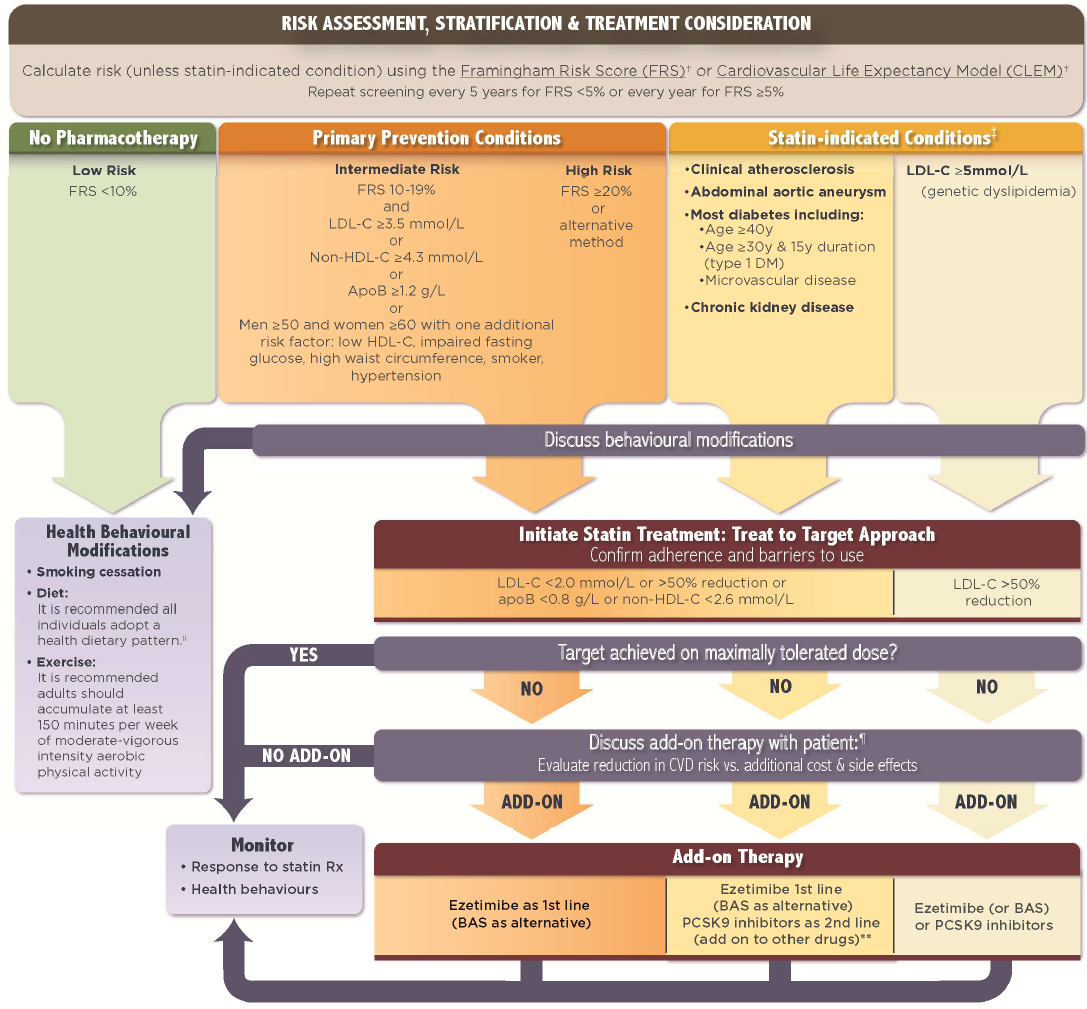 RISK ASSESSMENT, STRATIFICATION & TREATMENT CONSIDERATION
Calculate risk (unless statin-indicated condition) using the Framingham Risk Score (FRS)† or Cardiovascular Life Expectancy Model (CLEM)†
Repeat screening every 5 years for FRS <5% or every year for FRS ≥5%
No Pharmacotherapy
Low Risk
FRS <10%
Primary Prevention Conditions
Intermediate Risk
FRS 10-19%
and
LDL-C ≥3.5 mmol/L
or
Non-HDL-C ≥4.3 mmol/L
or
ApoB ≥1.2 g/L
or
Men ≥50 and women ≥60 with one additional
risk factor: low HDL-C, impaired fasting
glucose, high waist circumference, smoker,
hypertension
High Risk
FRS ≥20%
or
alternative
method
Statin-indicated Conditions‡
•Clinical atherosclerosis
•Abdominal aortic aneurysm
•Most diabetes including:
•Age ≥40y
•Age ≥30y & 15y duration
(type 1 DM)
•Microvascular disease
•Chronic kidney disease
LDL-C ≥5mmol/L
(genetic dyslipidemia)
Discuss behavioural modifications
Health Behavioural
Modifications
• Smoking cessation
• Diet:
It is recommended all
individuals adopt a
health dietary pattern.||
• Exercise:
It is recommended
adults should
accumulate at least
150 minutes per week
of moderate-vigorous
intensity aerobic
physical activity
Initiate Statin Treatment: Treat to Target Approach
Confirm adherence and barriers to use
LDL-C <2.0 mmol/L or >50% reduction or
apoB <0.8 g/L or non-HDL-C <2.6 mmol/L
LDL-C >50%
reduction
YES
Target achieved on maximally tolerated dose?
NO
NO
NO
NO ADD-ON
Discuss add-on therapy with patient:¶
Evaluate reduction in CVD risk vs. additional cost & side effects
ADD-ON
ADD-ON
ADD-ON
Monitor
• Response to statin Rx
• Health behaviours
Add-on Therapy
Ezetimibe as 1st line
(BAS as alternative)
Ezetimibe 1st line
(BAS as alternative)
PCSK9 inhibitors as 2nd line
(add on to other drugs)**
Ezetimibe (or BAS)
or PCSK9 inhibitors